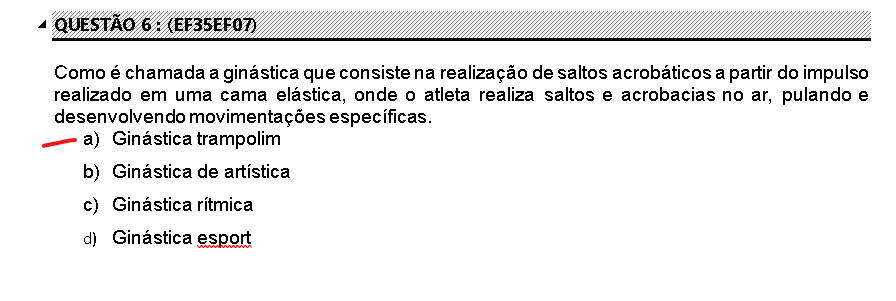 QUESTÃO 6 : (EF35EF07)
Como é chamada a ginástica que consiste na realização de saltos acrobáticos a partir do impulso
realizado em uma cama elástica, onde o atleta realiza saltos e acrobacias no ar, pulando e
desenvolvendo movimentações específicas.
a) Ginástica trampolim
b) Ginástica de artística
c) Ginástica rítmica
d) Ginástica esport